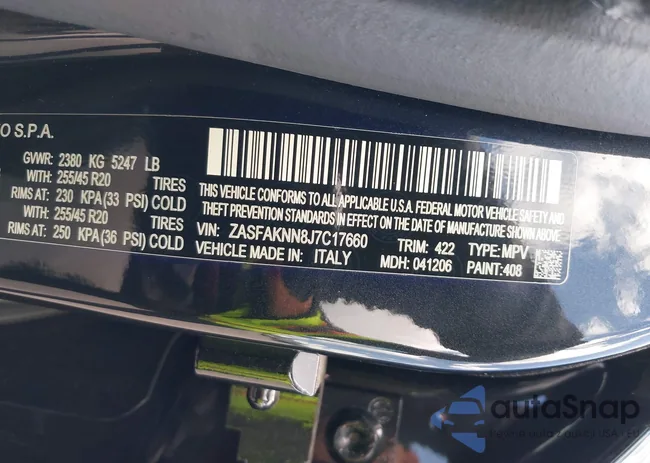 O S.P.A.
GVWR: 2380 KG 5247 LB
WITH: 255/45 R20 TIRES
RIMS AT: 230 KPA(33 PSI) COLD
WITH: 255/45 R20 TIRES
RIMS AT: 250 KPA(36 PSI) COLD
THIS VEHICLE CONFORMS TO ALL APPLICABLE U.S.A. FEDERAL MOTOR VEHICLE SAFETY AND
THEFT PREVENTION STANDARDS IN EFFECT ON THE DATE OF MANUFACTURE SHOWN ABOVE.
VIN: ZASFAKNN8J7C17660 TRIM: 422 TYPE: MPV
VEHICLE MADE IN: ITALY MDH: 041206 PAINT: 408
autoSnap